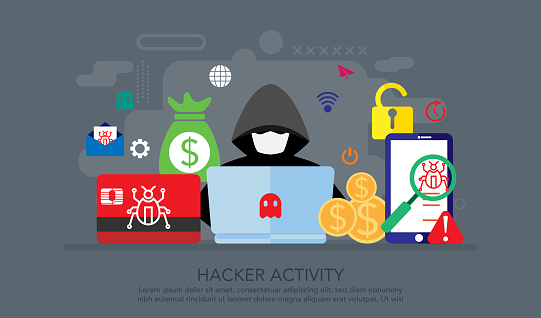 $
$
$
$
HACKER ACTIVITY
Lorem ipsum dolor sit amet, consectetuer adipiscing elit, sed diam nonummy
nibh euismod tincidunt ut laoreet dolore magna aliquam erat volutpat. Ut wisi